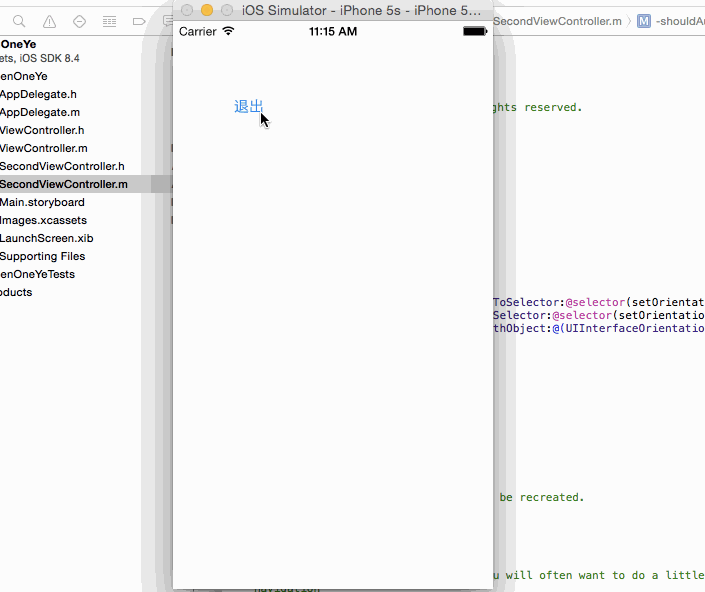 iOS Simulator - iPhone 5s - iPhone 5...
SecondViewController.m
M
Carrier
11:15 AM
退出
OneYe
ets, iOS SDK 8.4
enOneYe
AppDelegate.h
AppDelegate.m
ViewController.h
ViewController.m
SecondViewController.h
SecondViewController.m
Main.storyboard
Images.xcassets
LaunchScreen.xib
Supporting Files
enOneYeTests
oducts
ghts reserved.
ToSelector:@selector(setOrientat
Selector:@selector(setOrientatio
thObject:@(UIInterfaceOrientatio
be recreated.
u will often want to do a little
navigation